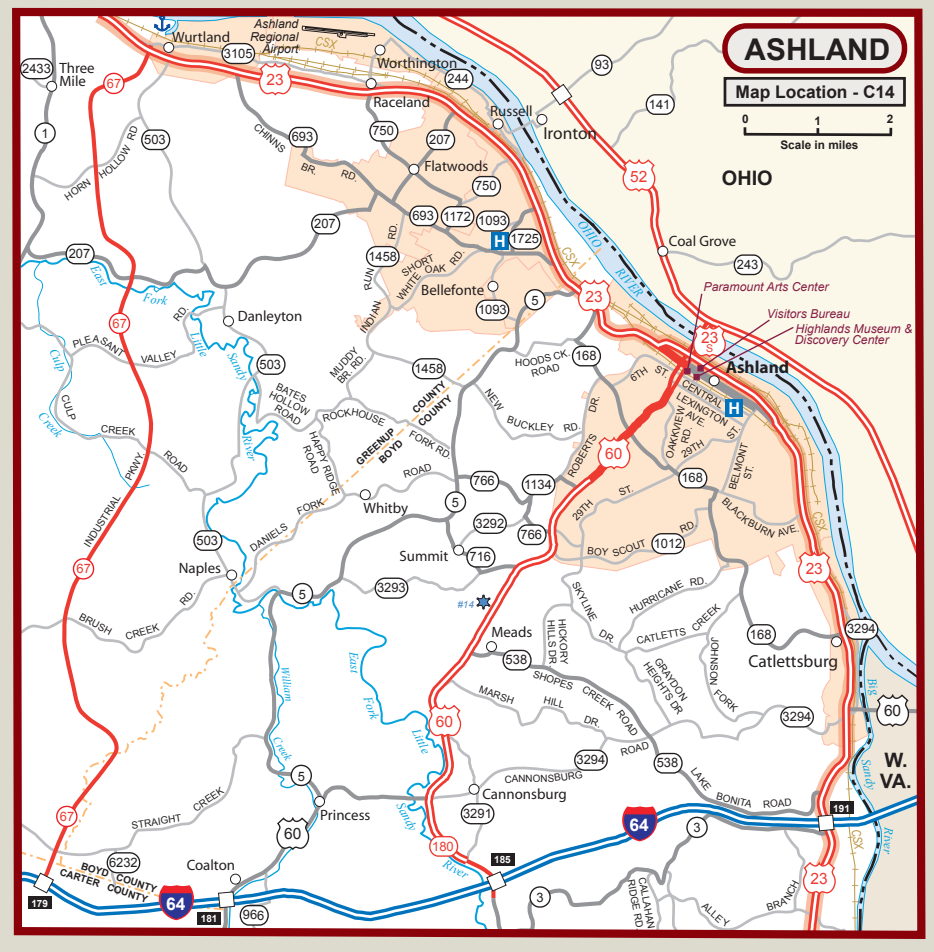 ASHLAND
Map Location - C14
0 1 2
Scale in miles
OHIO
Ashland
Regional
Airport
CSX
Wurtland
3105
23
Worthington
244
93
2433
Three
Mile
67
Raceland
Russell
Ironton
141
1
503
HORN HOLLOW RD
CHINNS
693
BR. RD.
750
207
Flatwoods
750
52
207
693
1172
1093
H
1725
CSX
OHIO
RIVER
Coal Grove
243
207
East
Fork
1458
INDIAN RUN RD.
SHORT
WHITE OAK RD.
Bellefonte
1093
5
23
Paramount Arts Center
Visitors Bureau
Highlands Museum &
Discovery Center
23
S
67
PLEASANT
VALLEY
RD.
Little
Sandy
River
Danleyton
503
Culp
Creek
MUDDY
BR. RD.
1458
HOODS CK.
ROAD
168
6TH ST
Ashland
CENTRAL
LEXINGTON
AVE.
H
CULP
CREEK
ROAD
BATES
HOLLOW
ROAD
ROCKHOUSE
FORK RD.
COUNTY
COUNTY
GREENUP
BOYD
NEW
BUCKLEY RD.
ROBERTS
DR.
60
OAKVIEW
RD.
29TH
ST.
BELMONT
ST.
HAPPY RIDGE
ROAD
INDUSTRIAL
PKWY.
DANIELS
FORK
ROAD
Whitby
766
5
1134
168
29TH
ST.
BLACKBURN AVE.
CSX
503
3292
766
Summit
716
BOY SCOUT
1012
RD.
67
Naples
5
3293
#14
23
BRUSH
CREEK
RD.
SKYLINE
DR.
HURRICANE RD.
CATLETTS CREEK
Meads
538
HICKORY
HILLS DR
168
3294
Catlettsburg
William
Creek
East
Fork
Little
Sandy
River
SHOPES
CREEK
ROAD
GRAYDON
HEIGHTS DR
JOHNSON
FORK
Big
Sandy
River
60
MARSH
HILL
DR.
60
3294
W.
VA.
3294
ROAD
CANNONSBURG
538
5
Cannonsburg
LAKE
BONITA
ROAD
67
STRAIGHT
CREEK
Princess
60
3291
64
3
191
180
CSX
6232
BOYD COUNTY
CARTER COUNTY
Coalton
185
23
179
64
181
966
3
CALLAHAN
RIDGE RD.
ALLEY
BRANCH